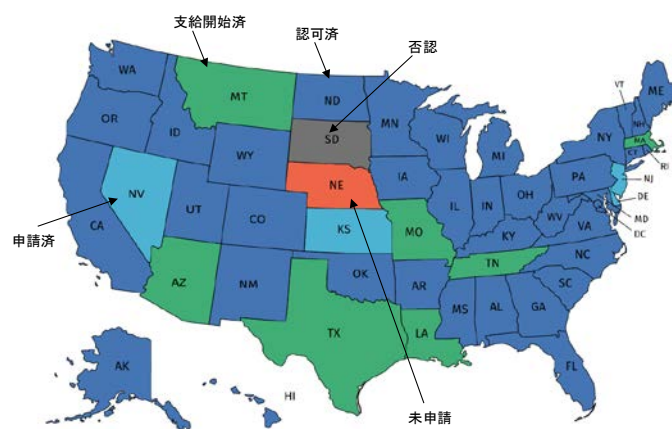 支給開始済
認可済
否認
WA
MT
ND
MN
VT
ME
OR
ID
SD
WI
MI
NY
NH
MA
CT
RI
WY
NE
IA
PA
NJ
NV
UT
CO
KS
MO
IL
IN
OH
WV
VA
DE
MD
DC
申請済
CA
KY
AZ
NM
OK
AR
TN
NC
SC
TX
LA
MS
AL
GA
FL
AK
HI
未申請